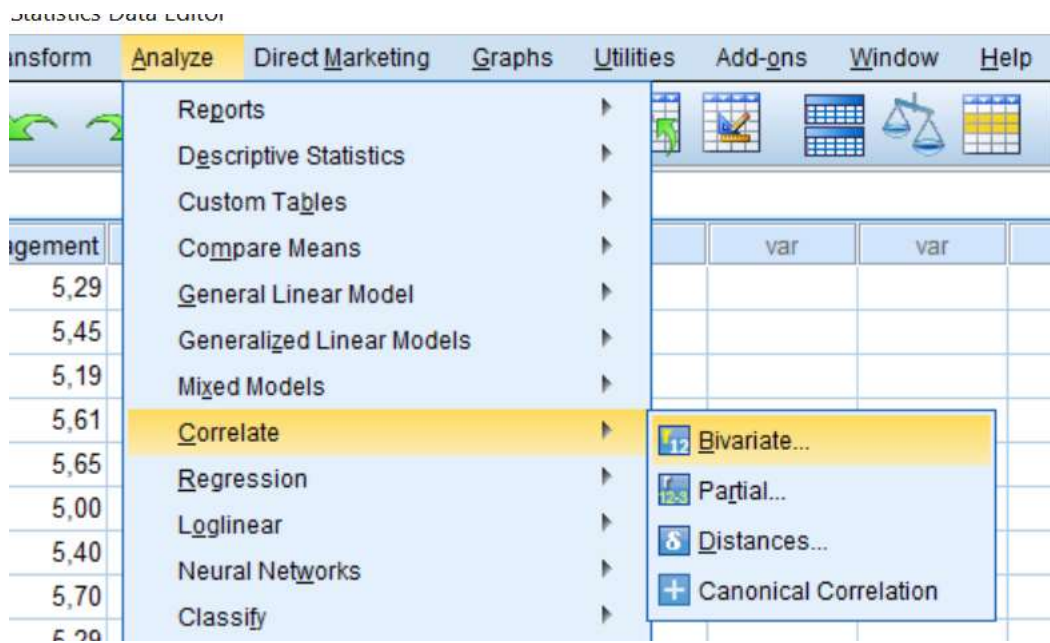 Statistics Data Editor
ansform Analyze Direct Marketing Graphs Utilities Add-ons Window Help
Reports
Descriptive Statistics
Custom Tables
agement Compare Means var var
5,29 General Linear Model
5,45 Generalized Linear Models
5,19 Mixed Models
5,61 Correlate Bivariate...
5,65 Regression Partial...
5,00 Loglinear Distances...
5,40 Neural Networks Canonical Correlation
5,70 Classify
5,29